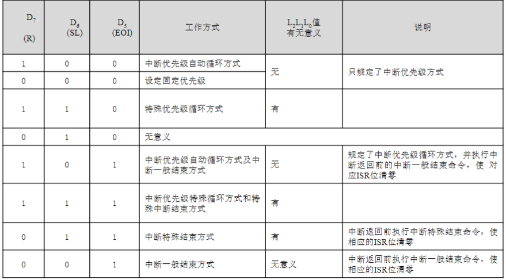 D7 D6 D5 工作方式 L2L1L0值 说明
(R) (SL) (EOI) 有无意义
1 0 0 中断优先级自动循环方式 无 只规定了中断优先级方式
0 0 0 设定固定优先级
1 1 0 特殊优先级循环方式 有
0 1 0 无意义
1 0 1 中断优先级自动循环方式及中断一般结束方式 无 规定了中断优先级循环方式，并执行中断返回前的中断一般结束命令，使 对应ISR位清零
1 1 1 中断优先级特殊循环方式和特殊中断结束方式 有
0 1 1 中断特殊结束方式 有 中断返回前执行中断特殊结束命令，使相应的ISR位清零
0 0 1 中断一般结束方式 无意义 中断返回前执行中断一般结束命令，使相应的ISR位清零